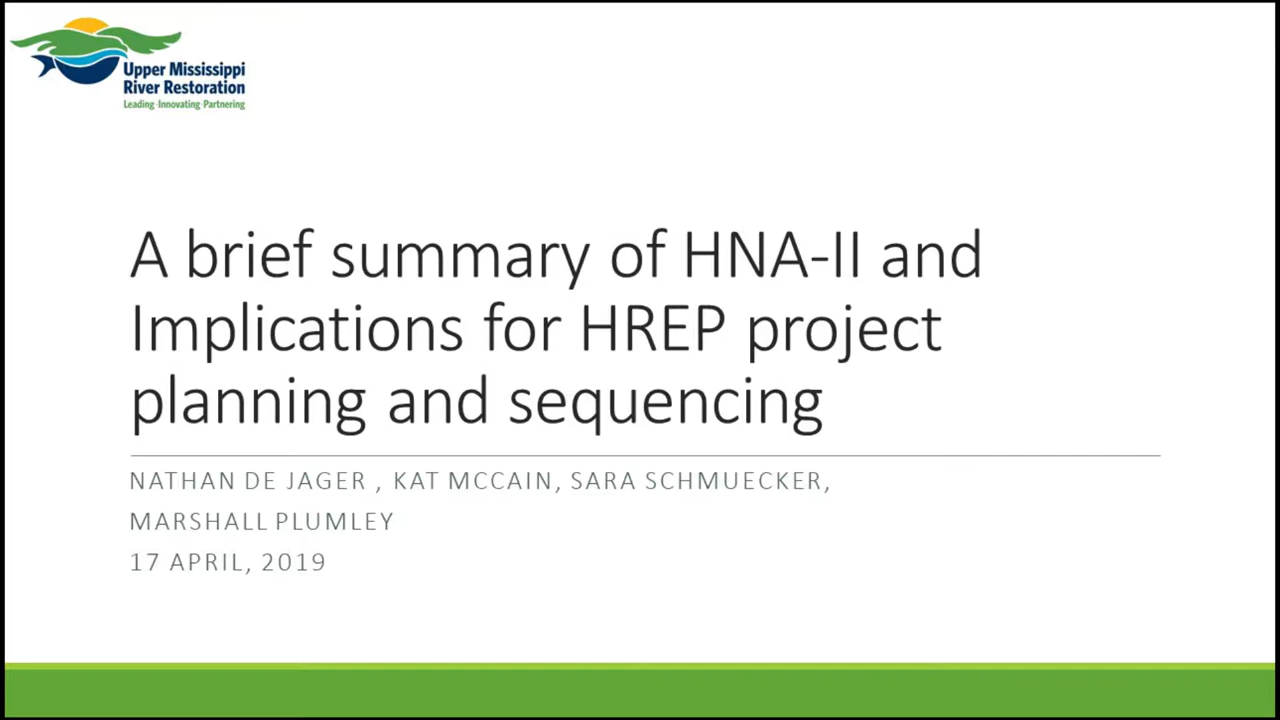 Upper Mississippi
River Restoration
Leading·Innovating·Partnering
A brief summary of HNA-II and
Implications for HREP project
planning and sequencing
NATHAN DE JAGER , KAT MCCAIN, SARA SCHMUECKER,
MARSHALL PLUMLEY
17 APRIL, 2019